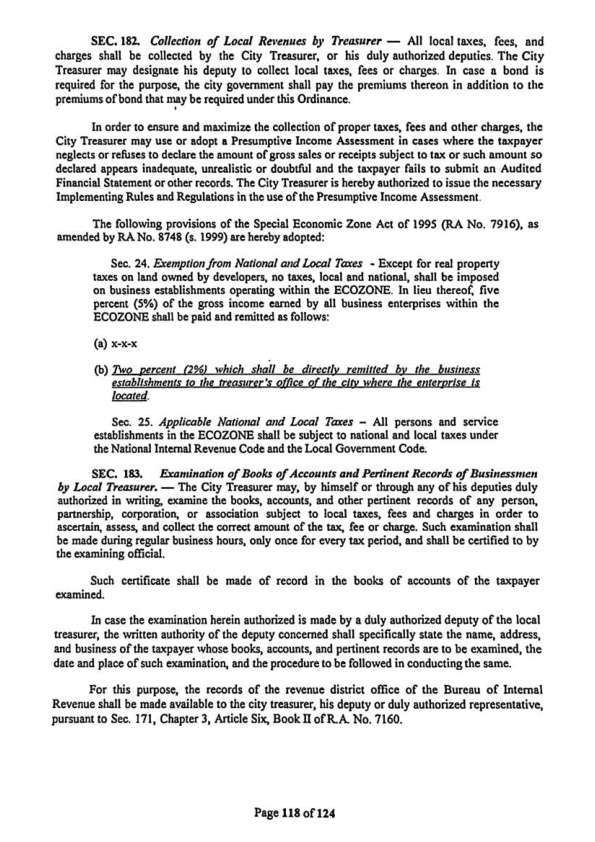 SEC. 182. Collection of Local Revenues by Treasurer — All local taxes, fees, and
charges shall be collected by the City Treasurer, or his duly authorized deputies. The City
Treasurer may designate his deputy to collect local taxes, fees or charges. In case a bond is
required for the purpose, the city government shall pay the premiums thereon in addition to the
premiums of bond that may be required under this Ordinance.
In order to ensure and maximize the collection of proper taxes, fees and other charges, the
City Treasurer may use or adopt a Presumptive Income Assessment in cases where the taxpayer
neglects or refuses to declare the amount of gross sales or receipts subject to tax or such amount so
declared appears inadequate, unrealistic or doubtful and the taxpayer fails to submit an Audited
Financial Statement or other records. The City Treasurer is hereby authorized to issue the necessary
Implementing Rules and Regulations in the use of the Presumptive Income Assessment.
The following provisions of the Special Economic Zone Act of 1995 (RA No. 7916), as
amended by RA No. 8748 (s. 1999) are hereby adopted:
Sec. 24. Exemption from National and Local Taxes - Except for real property
taxes on land owned by developers, no taxes, local and national, shall be imposed
on business establishments operating within the ECOZONE. In lieu thereof, five
percent (5%) of the gross income earned by all business enterprises within the
ECOZONE shall be paid and remitted as follows:
(a) x-x-x
(b) Two percent (2%) which shall be directly remitted by the business
establishments to the treasurer's office of the city where the enterprise is
located.
Sec. 25. Applicable National and Local Taxes – All persons and service
establishments in the ECOZONE shall be subject to national and local taxes under
the National Internal Revenue Code and the Local Government Code.
SEC. 183. Examination of Books of Accounts and Pertinent Records of Businessmen
by Local Treasurer. — The City Treasurer may, by himself or through any of his deputies duly
authorized in writing, examine the books, accounts, and other pertinent records of any person,
partnership, corporation, or association subject to local taxes, fees and charges in order to
ascertain, assess, and collect the correct amount of the tax, fee or charge. Such examination shall
be made during regular business hours, only once for every tax period, and shall be certified to by
the examining official.
Such certificate shall be made of record in the books of accounts of the taxpayer
examined.
In case the examination herein authorized is made by a duly authorized deputy of the local
treasurer, the written authority of the deputy concerned shall specifically state the name, address,
and business of the taxpayer whose books, accounts, and pertinent records are to be examined, the
date and place of such examination, and the procedure to be followed in conducting the same.
For this purpose, the records of the revenue district office of the Bureau of Internal
Revenue shall be made available to the city treasurer, his deputy or duly authorized representative,
pursuant to Sec. 171, Chapter 3, Article Six, Book II of R.A. No. 7160.
Page 118 of 124